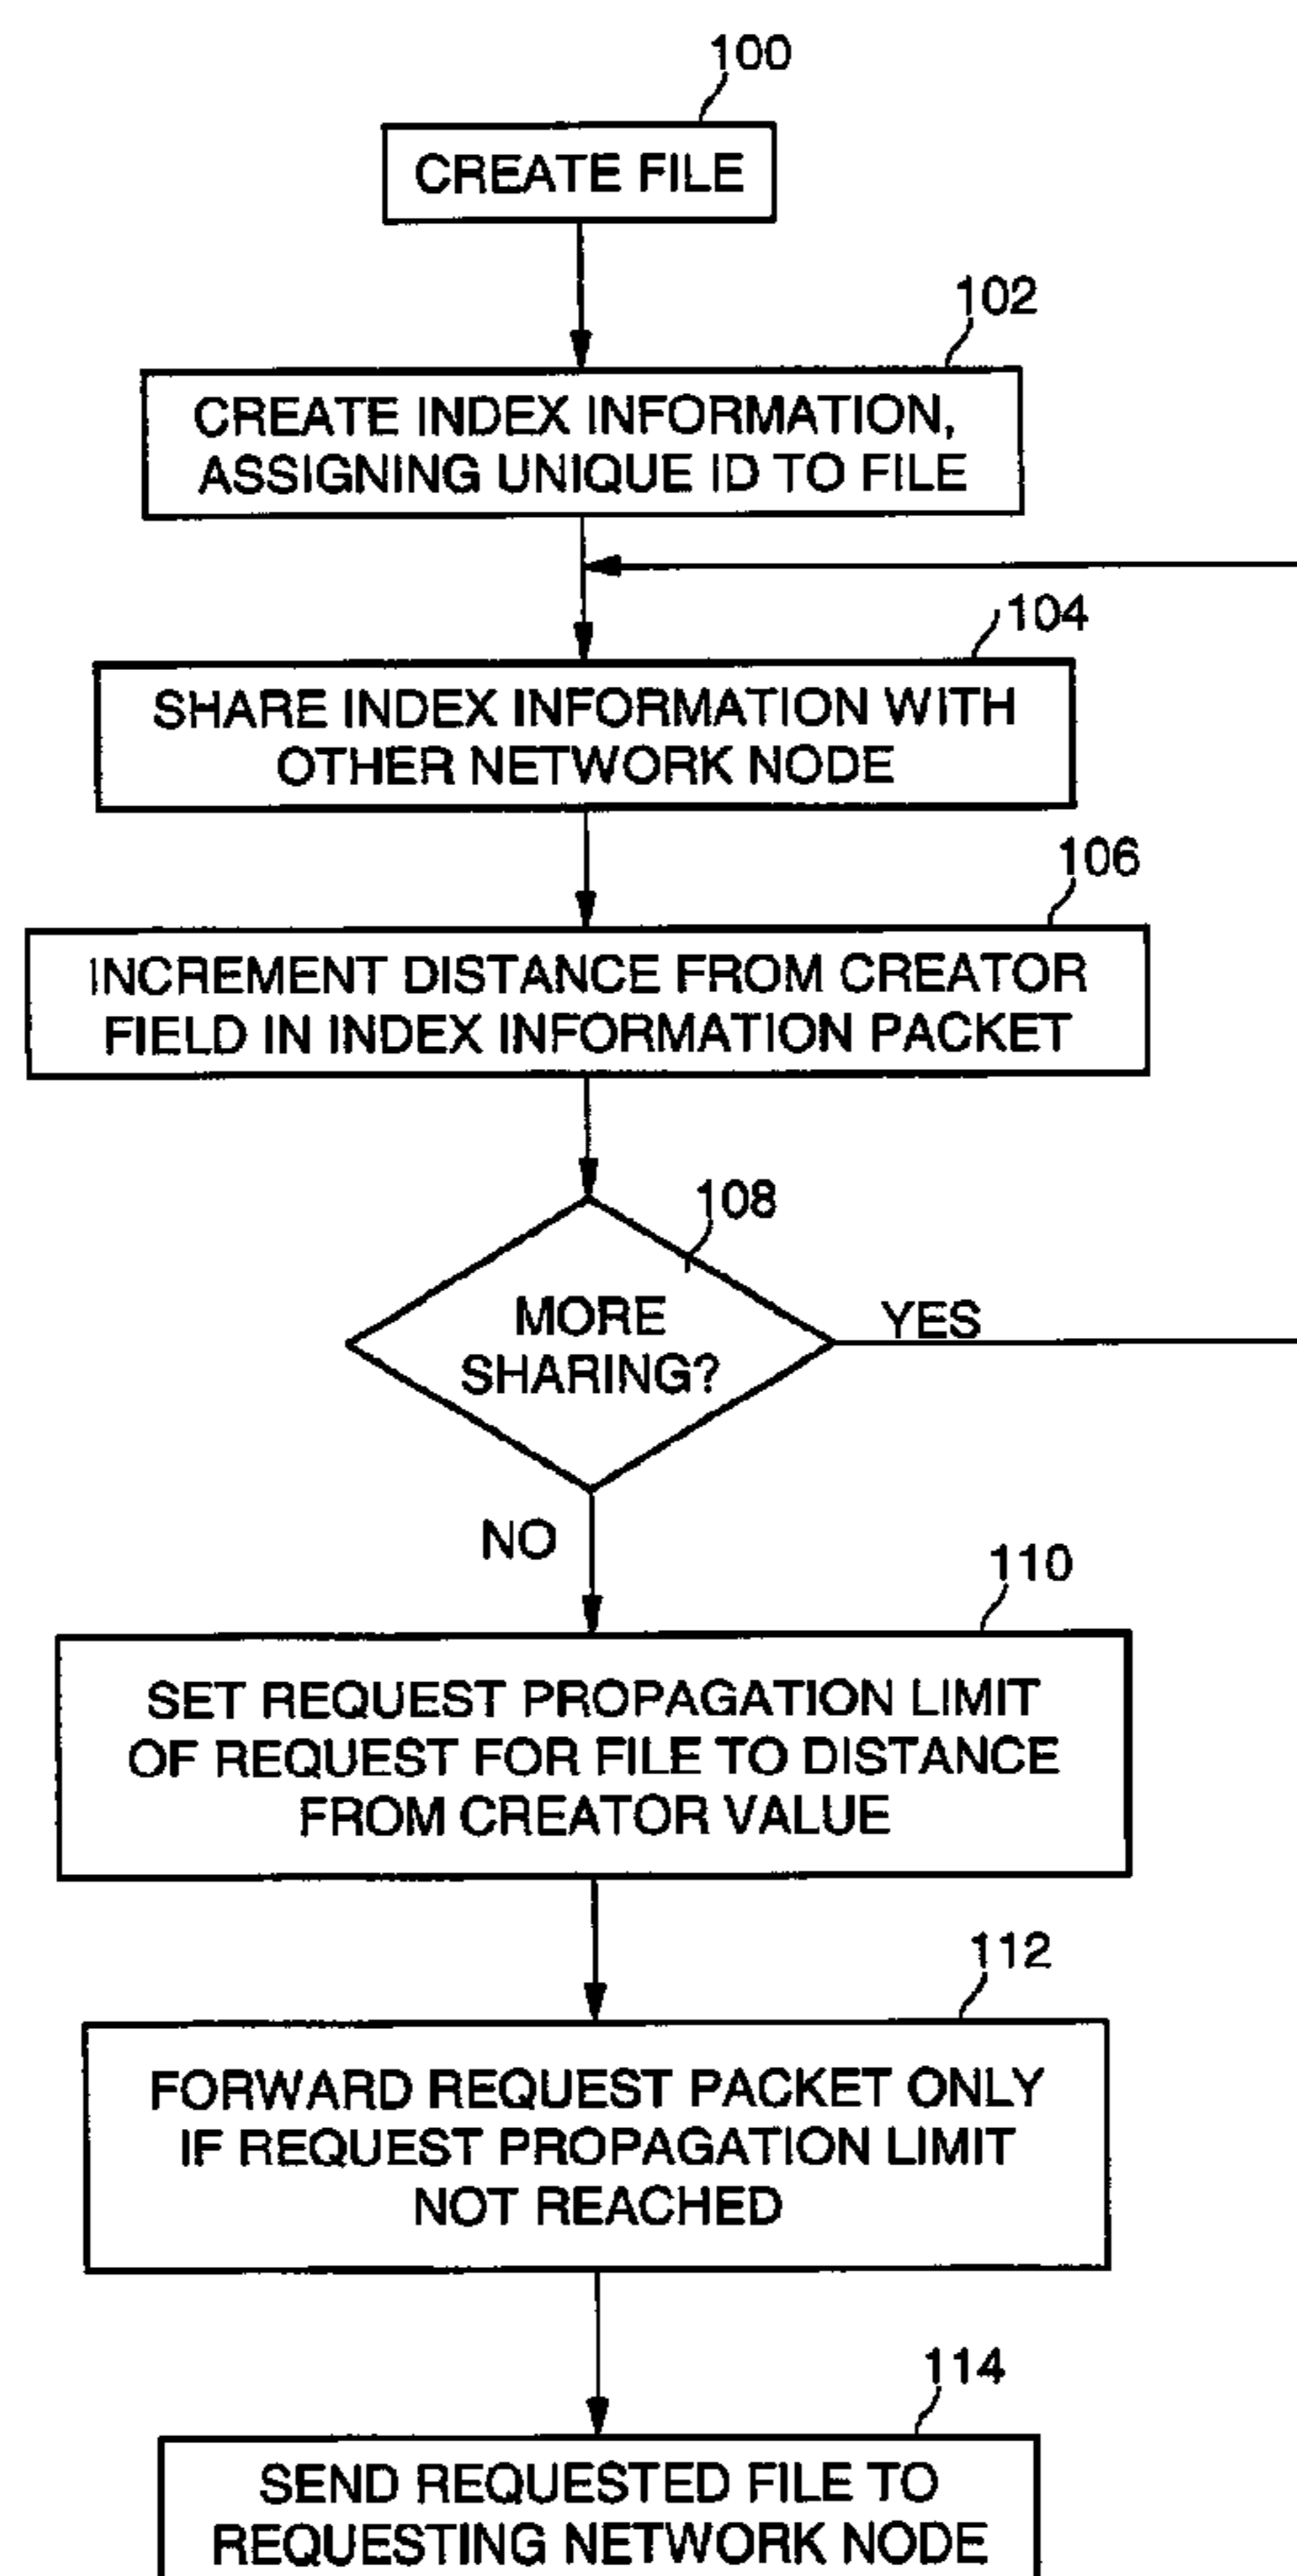 100
CREATE FILE
102
CREATE INDEX INFORMATION,
ASSIGNING UNIQUE ID TO FILE
104
SHARE INDEX INFORMATION WITH
OTHER NETWORK NODE
106
INCREMENT DISTANCE FROM CREATOR
FIELD IN INDEX INFORMATION PACKET
108
MORE
SHARING?
YES
NO
110
SET REQUEST PROPAGATION LIMIT
OF REQUEST FOR FILE TO DISTANCE
FROM CREATOR VALUE
112
FORWARD REQUEST PACKET ONLY
IF REQUEST PROPAGATION LIMIT
NOT REACHED
114
SEND REQUESTED FILE TO
REQUESTING NETWORK NODE